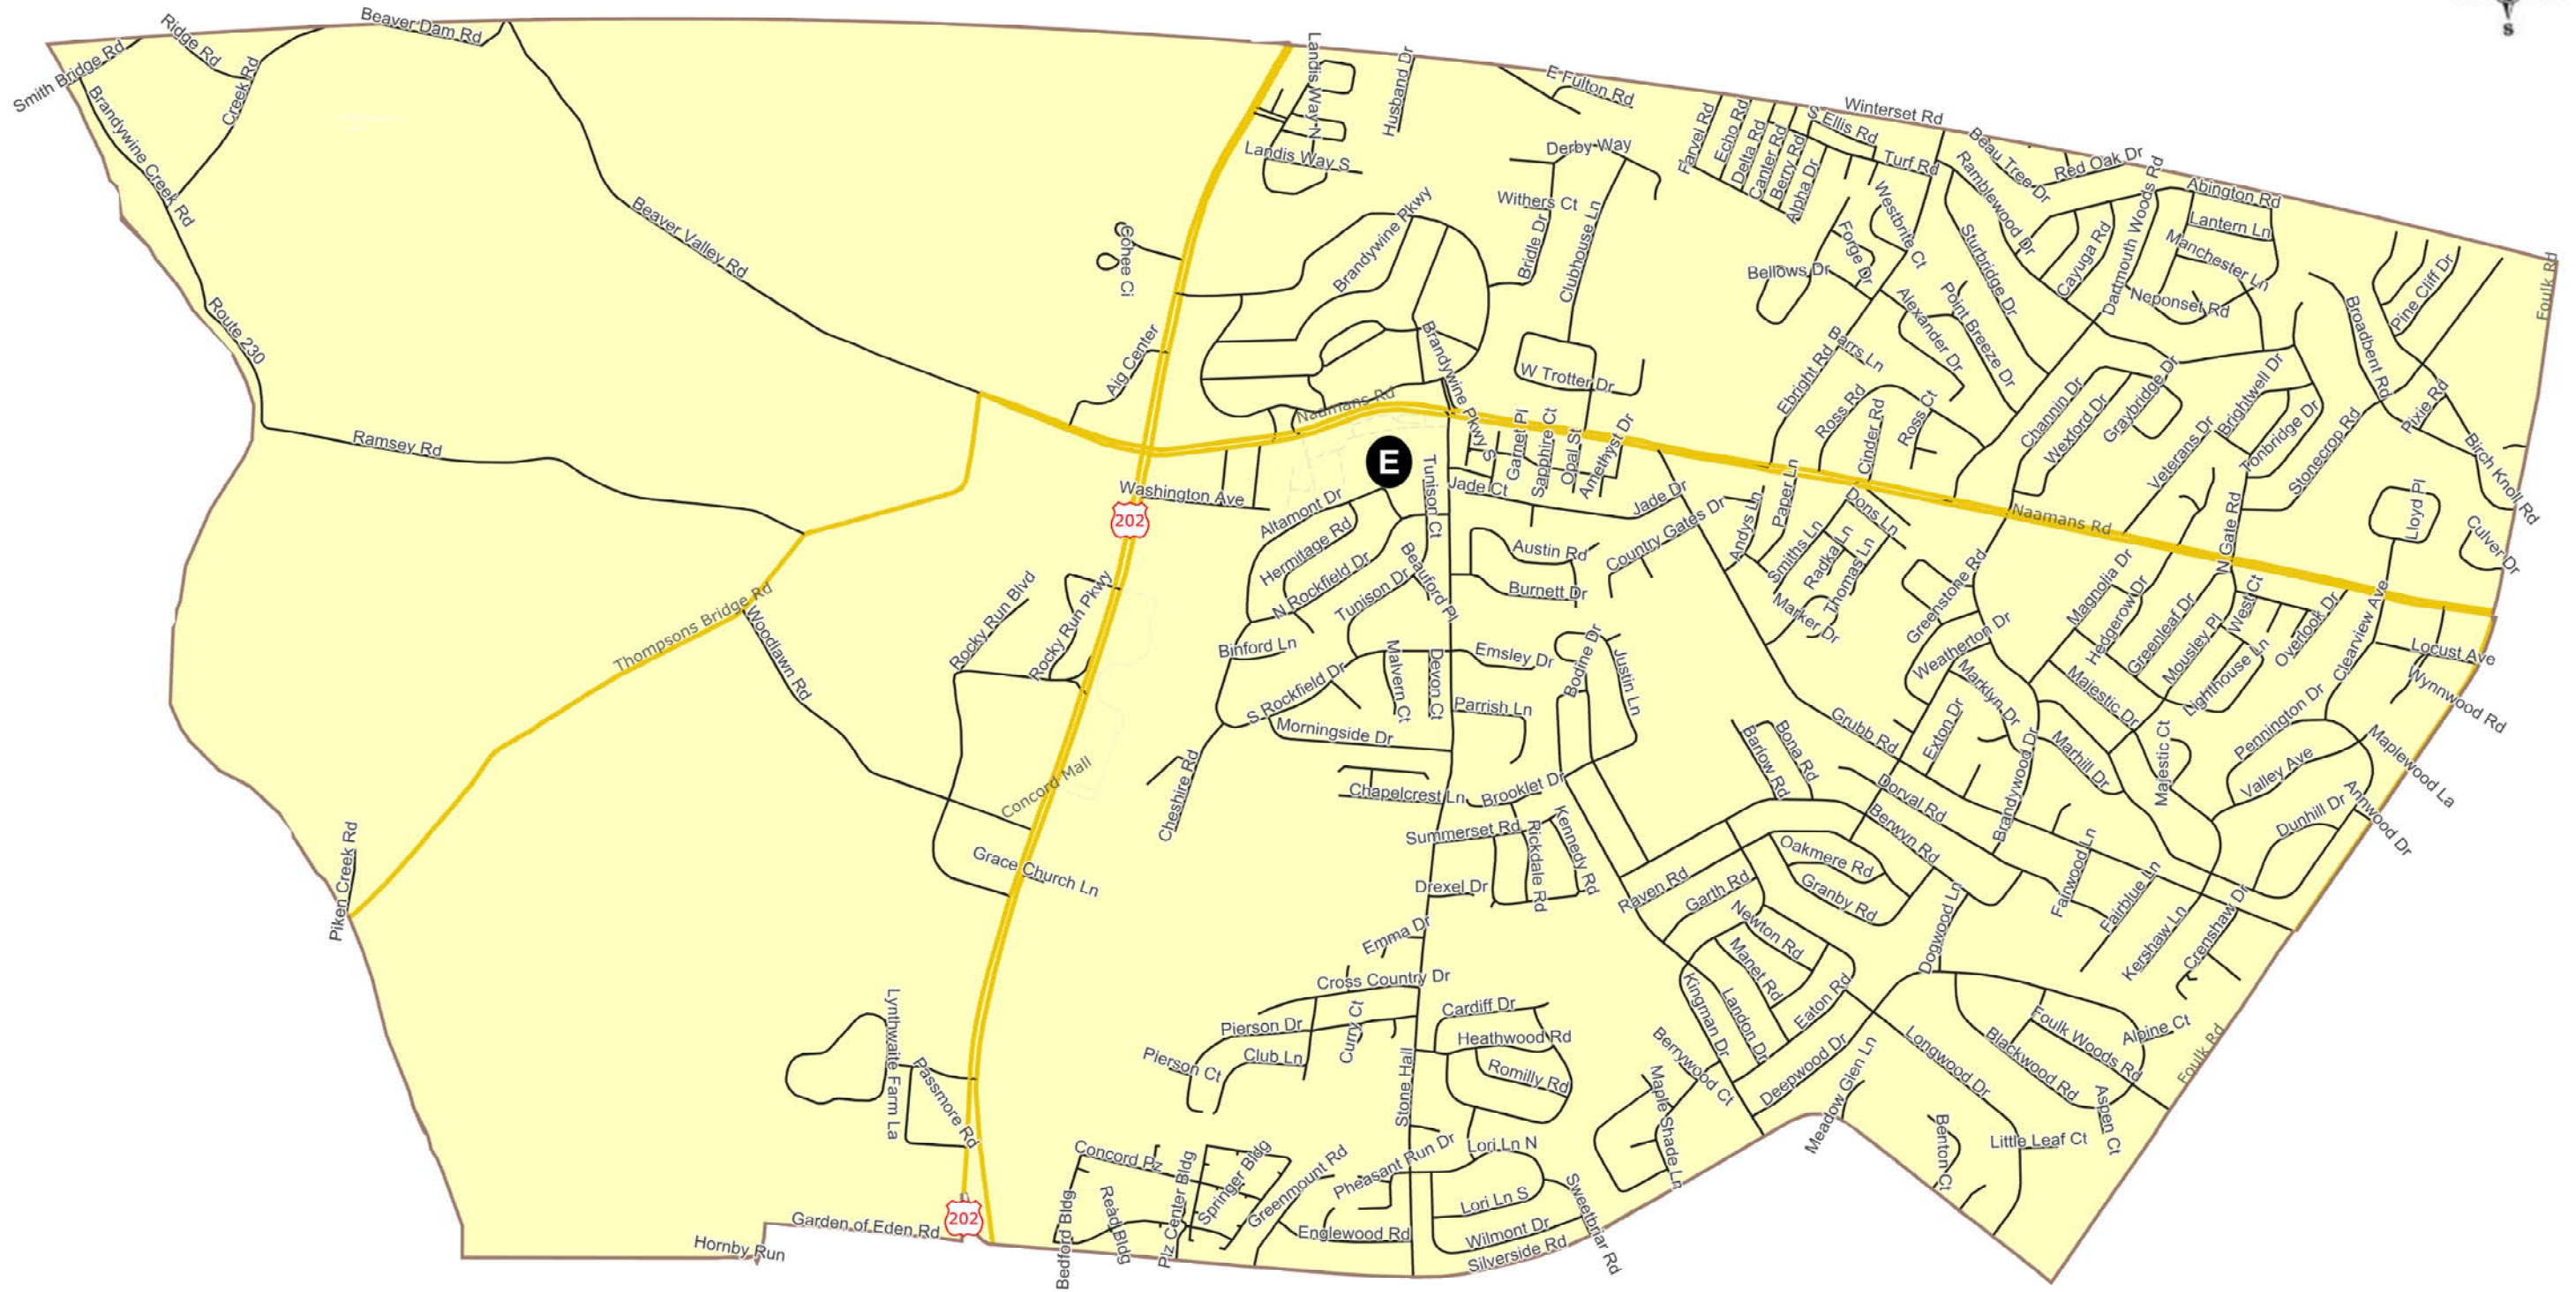 S
Smith Bridge Rd
Ridge Rd
Creek Rd
Beaver Dam Rd
Brandywine Creek Rd
Route 230
Ramsey Rd
Beaver Valley Rd
Thompsons Bridge Rd
Woodlawn Rd
Piken Creek Rd
Landis Way N
Landis Way S
Husband Dr
E Fulton Rd
Cohee Ci
Aig Center
Brandywine Pkwy
Derby Way
Withers Ct
Bridle Dr
Clubhouse Ln
W Trotter Dr
Brandywine Pkwy S
Naamans Rd
Farvel Rd
Echo Rd
Delta Rd
Canter Rd
Berry Rd
Alpha Dr
S Ellis Rd
Winterset Rd
Turf Rd
Westbrite Ct
Forge Dr
Bellows Dr
Ramblewood Dr
Beau Tree Dr
Red Oak Dr
Sturbridge Dr
Cayuga Rd
Dartmouth Woods Rd
Abington Rd
Lantern Ln
Manchester Ln
Neponset Rd
Alexander Dr
Point Breeze Dr
Barrs Ln
Ebright Rd
Ross Rd
Cinder Rd
Ross Ct
Channin Dr
Wexford Dr
Graybridge Dr
Veterans Dr
Brightwell Dr
Tonbridge Dr
Stonecrop Rd
Broadbent Rd
Pine Cliff Dr
Pixie Rd
Birch Knoll Rd
Foulk Rd
Lloyd Pl
Culver Dr
E
Washington Ave
202
Altamont Dr
Hermitage Rd
N Rockfield Dr
Tunison Dr
Tunison Ct
Beauford Pl
Binford Ln
S Rockfield Dr
Morningside Dr
Malvern Ct
Devon Ct
Cheshire Rd
Jade Ct
Garnet Pl
Sapphire Ct
Opal St
Amethyst Dr
Jade Dr
Austin Rd
Burnett Dr
Country Gates Dr
Emsley Dr
Parrish Ln
Bodine Dr
Justin Ln
Andys Ln
Paper Ln
Smiths Ln
Radka Ln
Thomas Ln
Dons Ln
Marker Dr
Naamans Rd
N Gate Rd
Greenstone Rd
Weatherton Dr
Marklyn Dr
Magnolia Dr
Hedgerow Dr
Greenleaf Dr
Mousley Pl
West Ct
Lighthouse Ln
Overlook Dr
Clearview Ave
Locust Ave
Wynnwood Rd
Majestic Dr
Majestic Ct
Pennington Dr
Valley Ave
Maplewood La
Annwood Dr
Dunhill Dr
Rocky Run Blvd
Rocky Run Pkwy
Concord Mall
Grace Church Ln
Chapelcrest Ln
Brooklet Dr
Summerset Rd
Rickdale Rd
Kennedy Rd
Drexel Dr
Emma Dr
Grubb Rd
Exton Dr
Brandywood Dr
Marhill Dr
Barlow Rd
Bona Rd
Dorval Rd
Berwyn Rd
Oakmere Rd
Granby Rd
Raven Rd
Garth Rd
Newton Rd
Manet Rd
Eaton Rd
Landon Dr
Kingman Dr
Dogwood Ln
Fairwood Ln
Fairblue Ln
Kershaw Ln
Crenshaw Dr
Cross Country Dr
Pierson Dr
Pierson Ct
Club Ln
Curry Ct
Cardiff Dr
Heathwood Rd
Romilly Rd
Stone Hall
Berrywood Ct
Maple Shade Ln
Deepwood Dr
Meadow Glen Ln
Longwood Dr
Foulk Woods Rd
Blackwood Rd
Alpine Ct
Aspen Ct
Foulk Rd
Benton Ct
Little Leaf Ct
Lynthwaite Farm La
Passmore Rd
Concord Pz
Bedford Bldg
Read Bldg
Plz Center Bldg
Springer Bldg
Greenmount Rd
Pheasant Run Dr
Englewood Rd
Lori Ln N
Lori Ln S
Wilmont Dr
Silverside Rd
Sweetbriar Rd
202
Garden of Eden Rd
Hornby Run